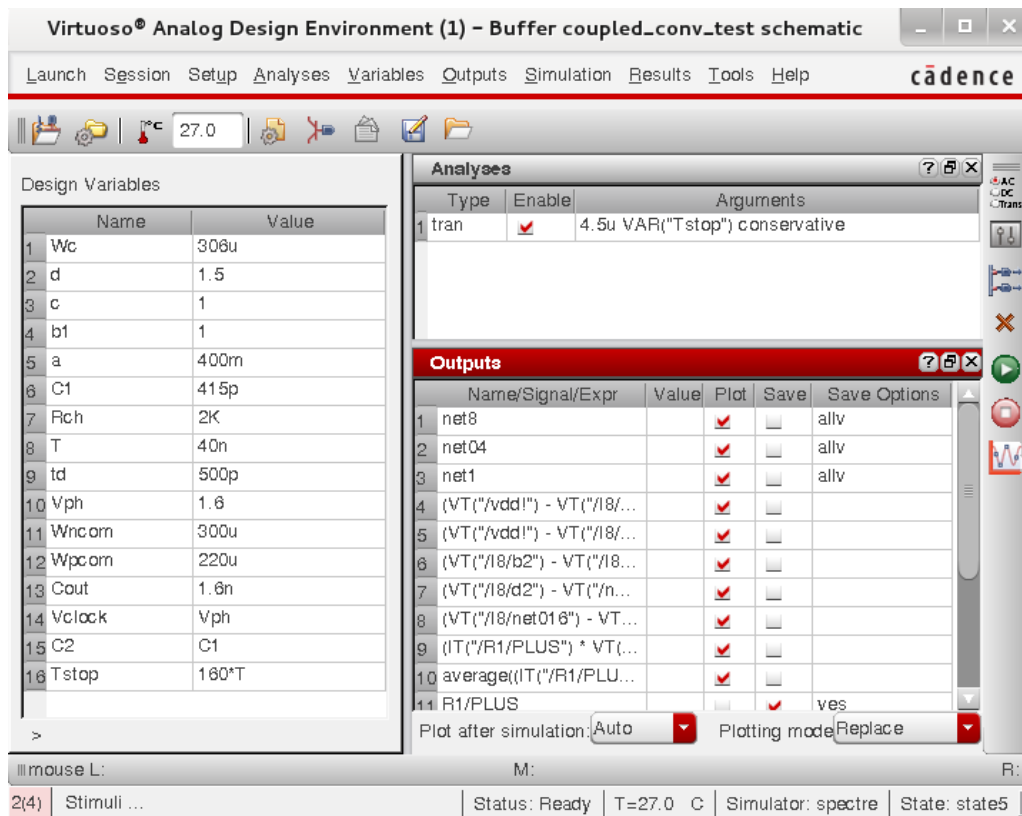 Virtuoso® Analog Design Environment (1) – Buffer coupled_conv_test schematic
Launch Session Setup Analyses Variables Outputs Simulation Results Tools Help cādence
°C 27.0
Design Variables
Name Value
1 Wc 306u
2 d 1.5
3 c 1
4 b1 1
5 a 400m
6 C1 415p
7 Rch 2K
8 T 40n
9 td 500p
10 Vph 1.6
11 Wncom 300u
12 Wpcom 220u
13 Cout 1.6n
14 Vclock Vph
15 C2 C1
16 Tstop 160*T
>
Analyses
Type Enable Arguments
1 tran 4.5u VAR("Tstop") conservative
AC
DC
Trans
Outputs
Name/Signal/Expr Value Plot Save Save Options
1 net8 allv
2 net04 allv
3 net1 allv
4 (VT("/vdd!") - VT("/I8/...
5 (VT("/vdd!") - VT("/I8/...
6 (VT("/I8/b2") - VT("/I8...
7 (VT("/I8/d2") - VT("/n...
8 (VT("/I8/net016") - VT...
9 (IT("/R1/PLUS") * VT(...
10 average((IT("/R1/PLU...
11 R1/PLUS yes
Plot after simulation: Auto Plotting mode Replace
mouse L: M: R:
2(4) Stimuli ... Status: Ready T=27.0 C Simulator: spectre State: state5